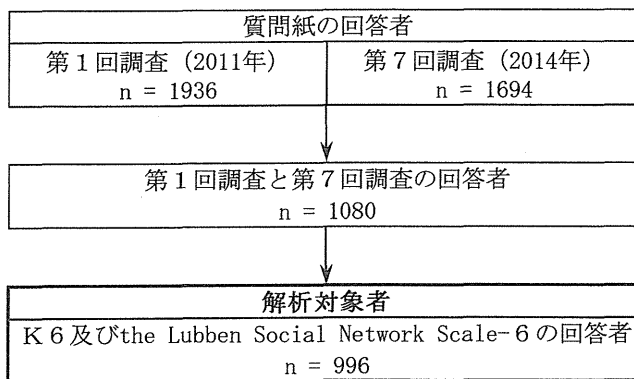 質問紙の回答者
第1回調査（2011年）
n = 1936
第7回調査（2014年）
n = 1694
第1回調査と第7回調査の回答者
n = 1080
解析対象者
K6及びthe Lubben Social Network Scale-6の回答者
n = 996